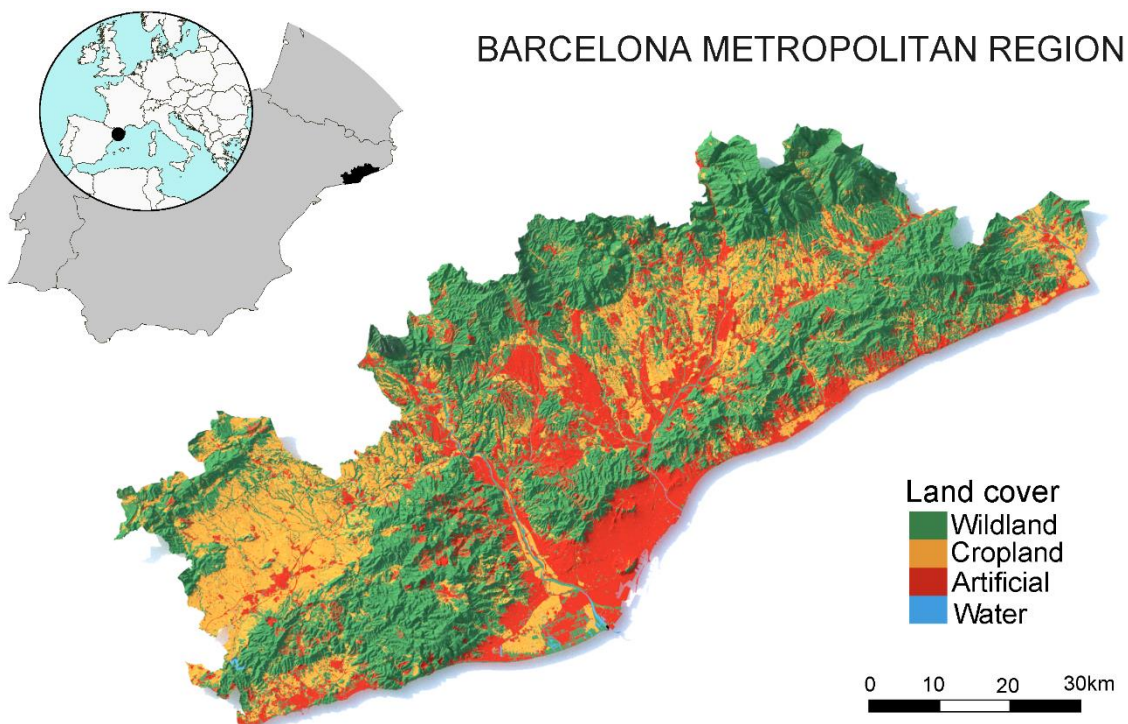 BARCELONA METROPOLITAN REGION
Land cover
Wildland
Cropland
Artificial
Water
0 10 20 30km